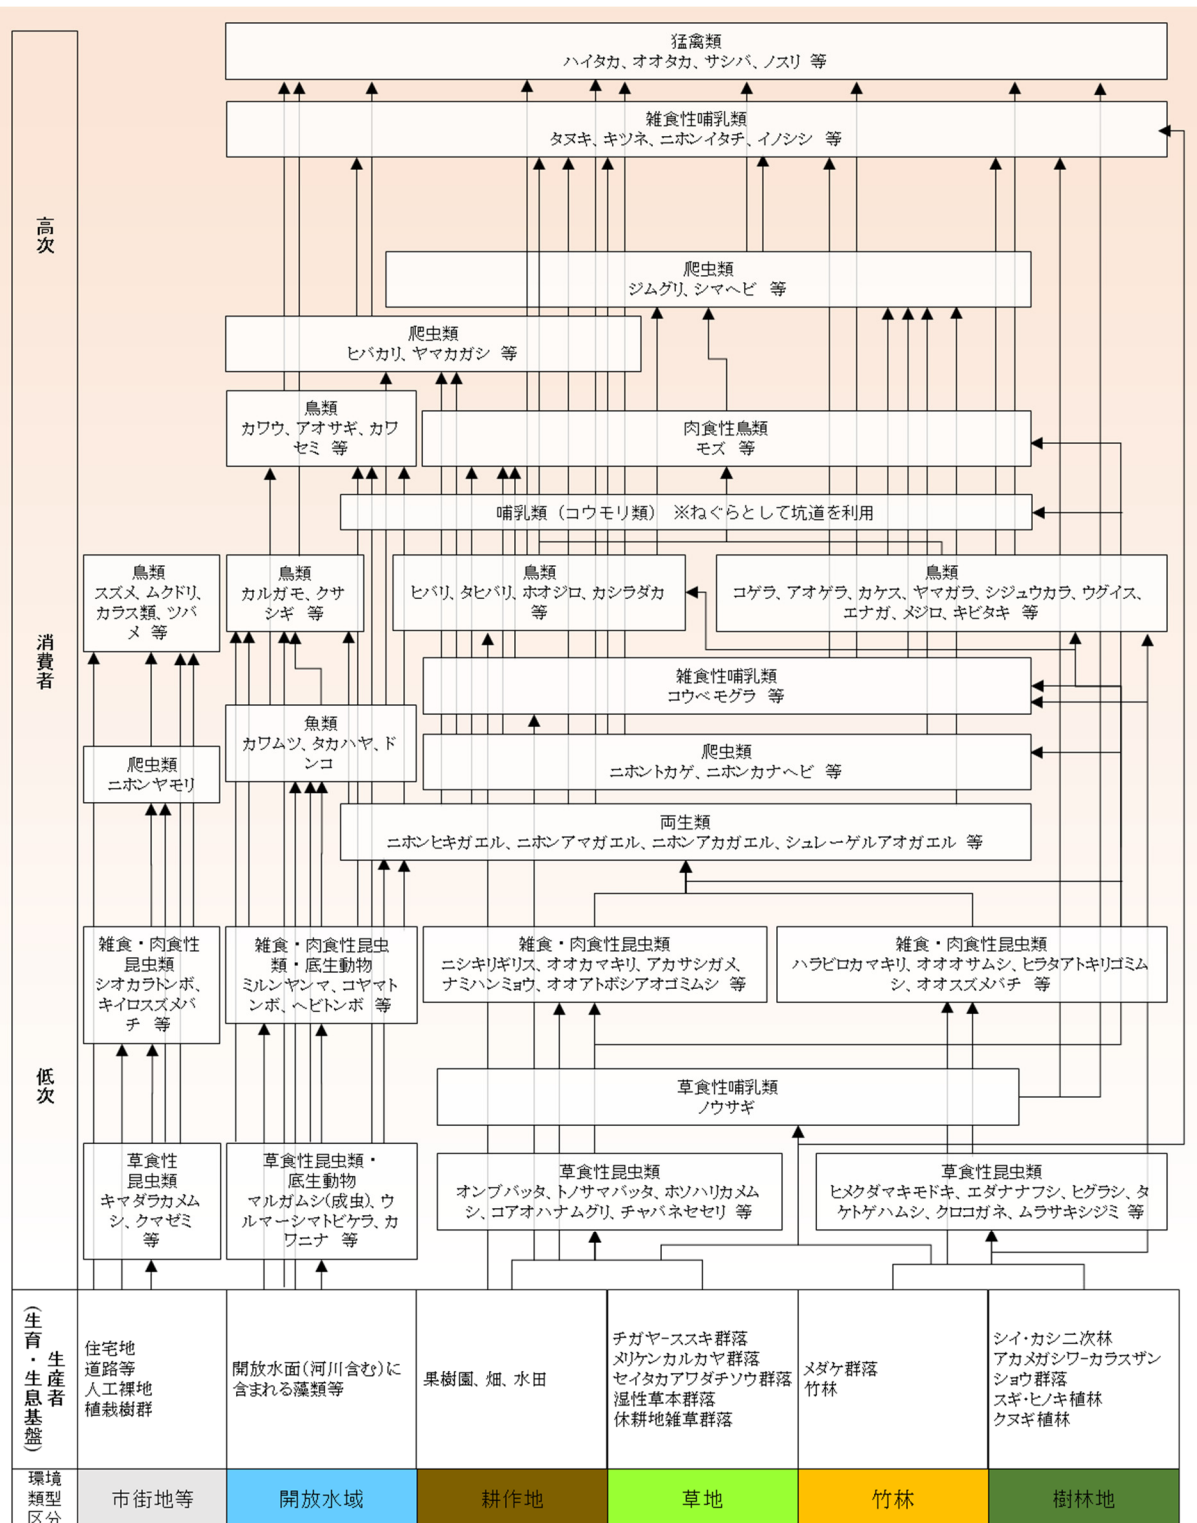 猛禽類
ハイタカ、オオタカ、サシバ、ノスリ 等
雑食性哺乳類
タヌキ、キツネ、ニホンイタチ、イノシシ 等
高次
爬虫類
ジムグリ、シマヘビ 等
爬虫類
ヒバカリ、ヤマカガシ 等
鳥類
カワウ、アオサギ、カワ
セミ 等
肉食性鳥類
モズ 等
哺乳類（コウモリ類） ※ねぐらとして坑道を利用
鳥類
スズメ、ムクドリ、
カラス類、ツバ
メ 等
鳥類
カルガモ、クサ
シギ 等
鳥類
ヒバリ、タヒバリ、ホオジロ、カシラダカ
等
鳥類
コゲラ、アオゲラ、カケス、ヤマガラ、シジュウカラ、ウグイス、
エナガ、メジロ、キビタキ 等
消費者
雑食性哺乳類
コウベモグラ 等
魚類
カワムツ、タカハヤ、ド
ンコ
爬虫類
ニホンヤモリ
爬虫類
ニホントカゲ、ニホンカナヘビ 等
両生類
ニホンヒキガエル、ニホンアマガエル、ニホンアカガエル、シュレーゲルアオガエル 等
雑食・肉食性
昆虫類
シオカラトンボ、
キイロスズメバ
チ 等
雑食・肉食性昆虫
類・底生動物
ミルンヤンマ、コヤマト
ンボ、ヘビトンボ 等
雑食・肉食性昆虫類
ニシキリギリス、オオカマキリ、アカサシガメ、
ナミハンミョウ、オオアトボシアオゴミムシ 等
雑食・肉食性昆虫類
ハラビロカマキリ、オオオサムシ、ヒラタアトキリゴミム
シ、オオスズメバチ 等
低次
草食性哺乳類
ノウサギ
草食性
昆虫類
キマダラカメム
シ、クマゼミ
等
草食性昆虫類・
底生動物
マルガムシ(成虫)、ウ
ルマーシマトビケラ、カ
ワニナ 等
草食性昆虫類
オンブバッタ、トノサマバッタ、ホソハリカメム
シ、コアオハナムグリ、チャバネセセリ 等
草食性昆虫類
ヒメクダマキモドキ、エダナナフシ、ヒグラシ、タ
ケトゲハムシ、クロコガネ、ムラサキシジミ 等
生産者
(生育・生息基盤)
住宅地
道路等
人工裸地
植栽樹群
開放水面(河川含む)に
含まれる藻類等
果樹園、畑、水田
チガヤーススキ群落
メリケンカルカヤ群落
セイタカアワダチソウ群落
湿性草本群落
休耕地雑草群落
メダケ群落
竹林
シイ・カシ二次林
アカメガシワーカラスザン
ショウ群落
スギ・ヒノキ植林
クヌギ植林
環境
類型
区分
市街地等
開放水域
耕作地
草地
竹林
樹林地